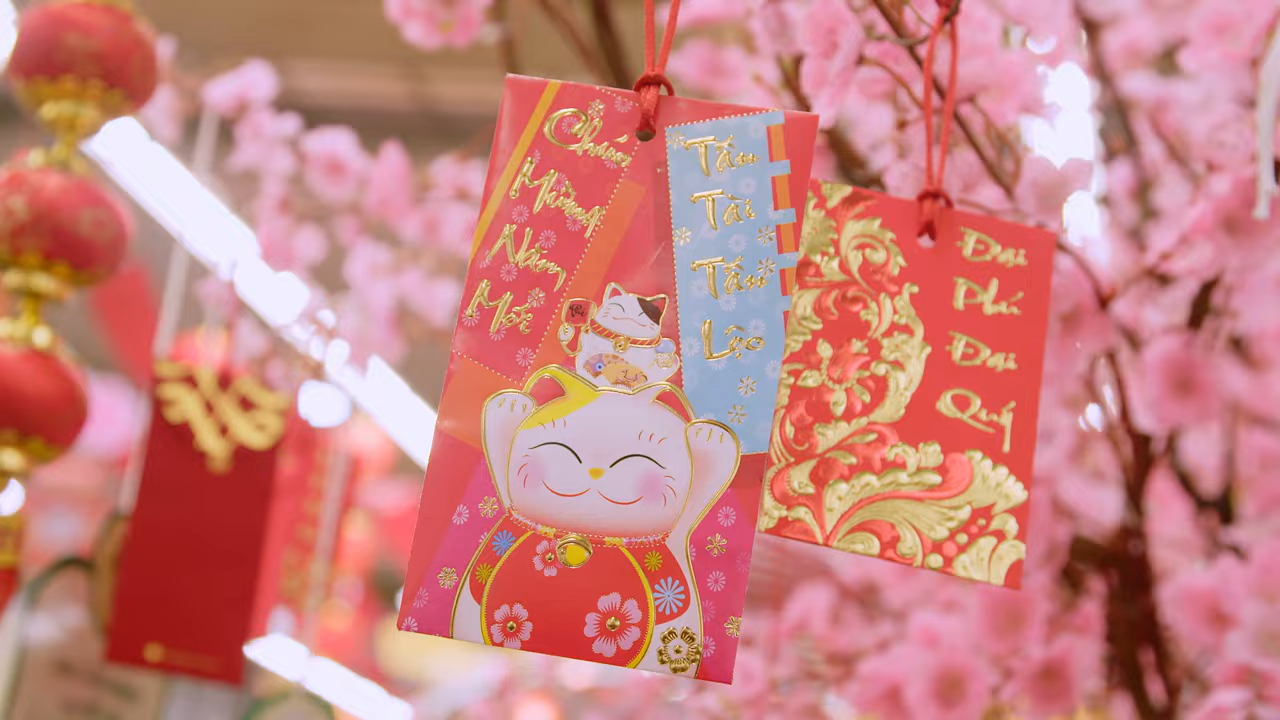 Chúc
Mừng
Năm
Mới
Tấn
Tài
Tấn
Lộc
Đại
Phú
Đại
Quý